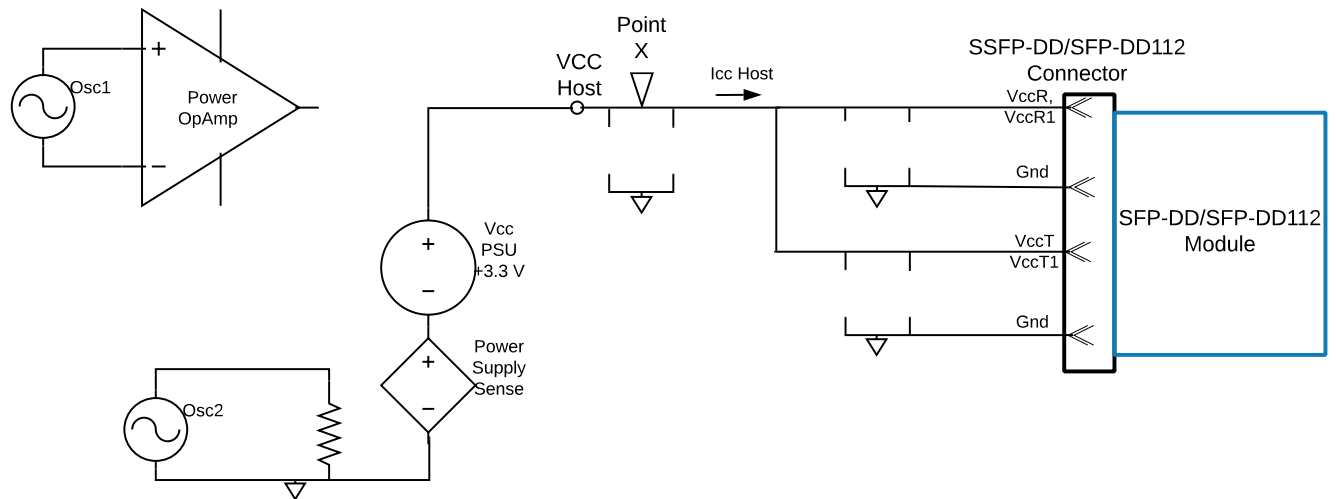 Point
X
VCC
Host
Icc Host
SSFP-DD/SFP-DD112
Connector
Osc1
+
−
Power
OpAmp
VccR,
VccR1
Gnd
VccT
VccT1
Gnd
SFP-DD/SFP-DD112
Module
+
−
Vcc
PSU
+3.3 V
+
−
Power
Supply
Sense
Osc2